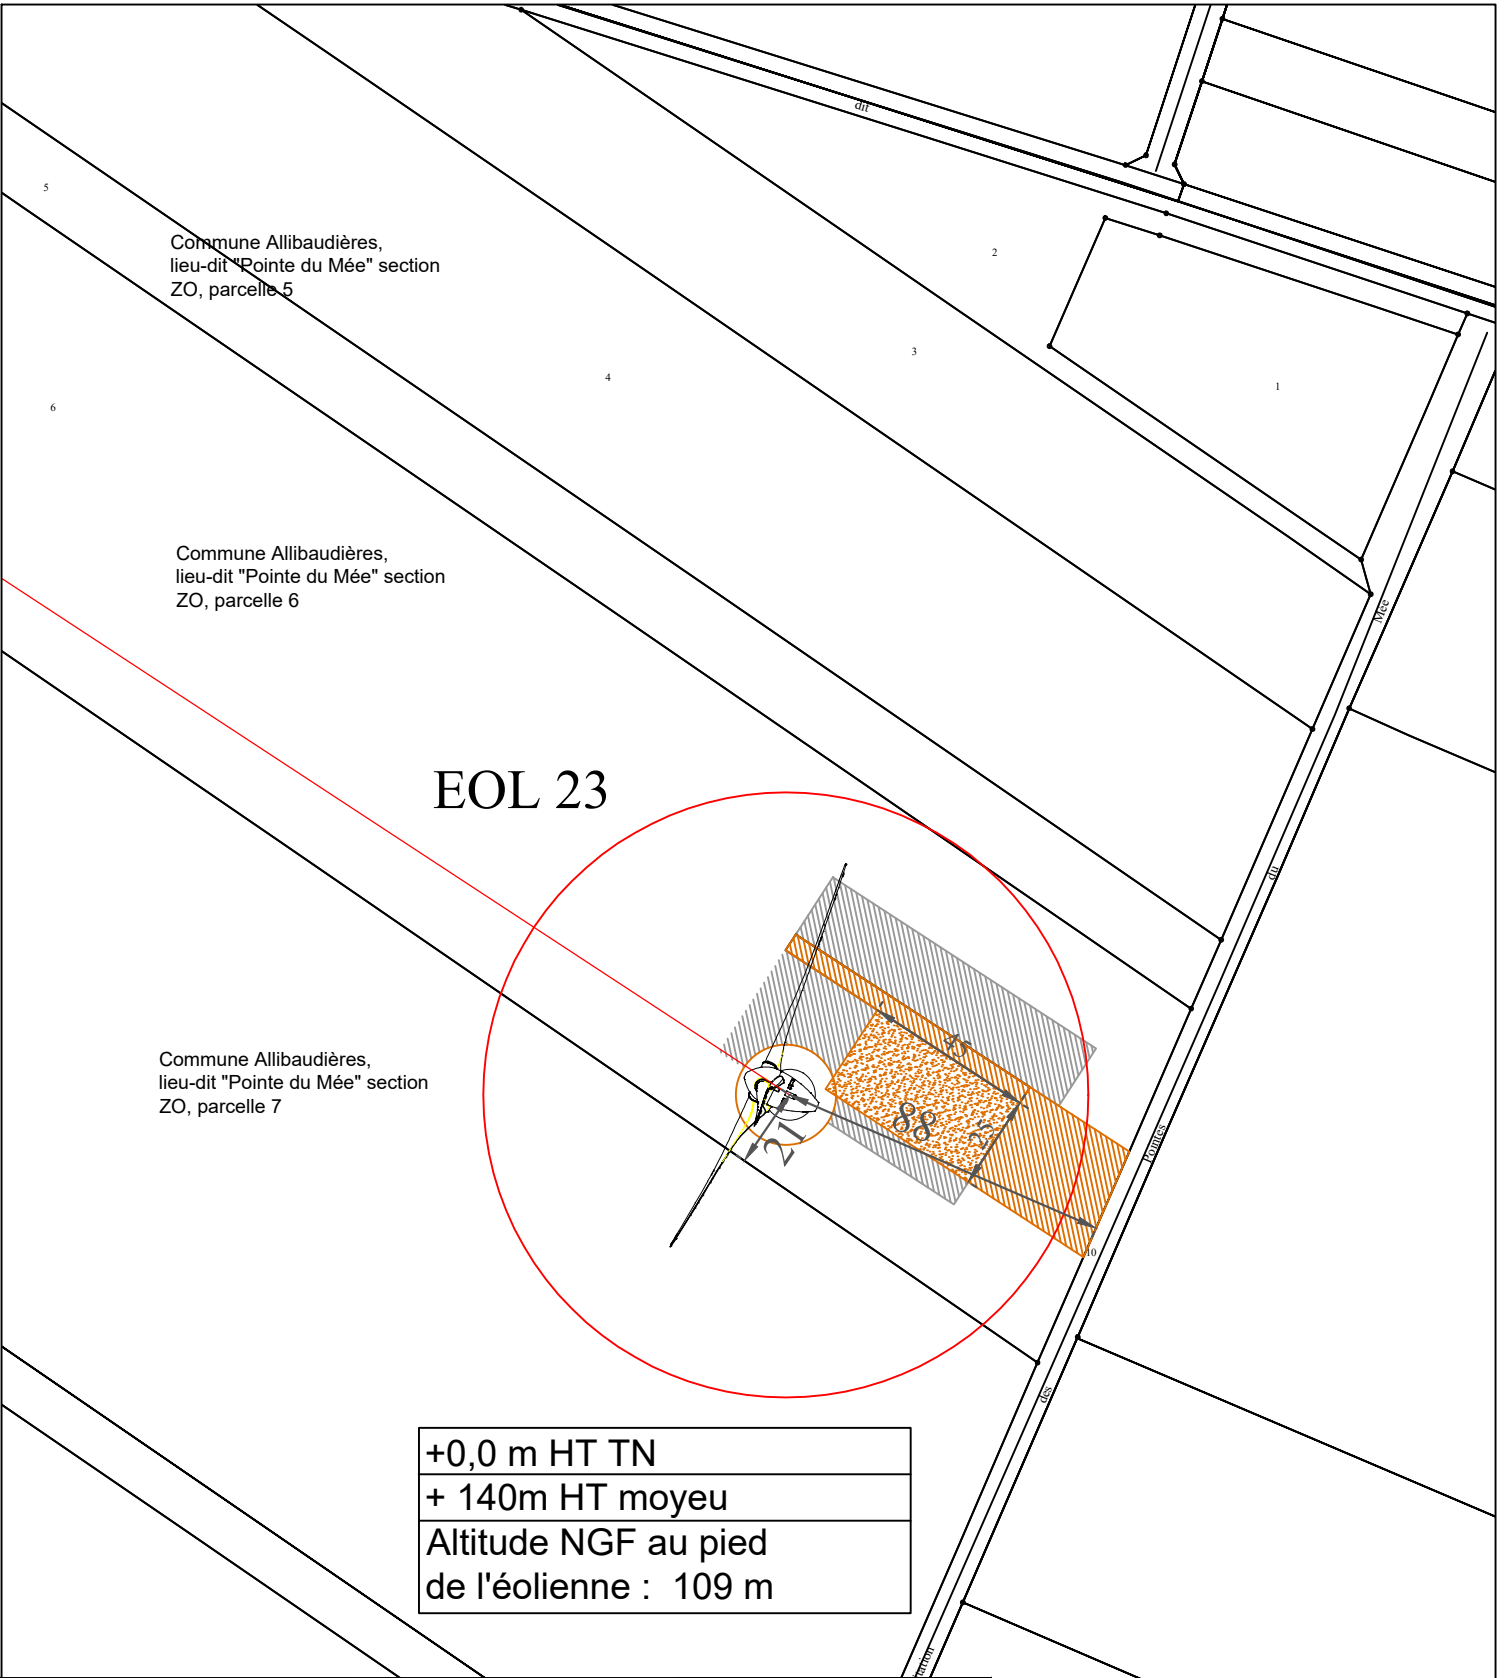 dit
5
Commune Allibaudières,
lieu-dit "Pointe du Mée" section
ZO, parcelle 5
2
3
4
1
6
Commune Allibaudières,
lieu-dit "Pointe du Mée" section
ZO, parcelle 6
Mée
EOL 23
du
45
88
25
21
Commune Allibaudières,
lieu-dit "Pointe du Mée" section
ZO, parcelle 7
Pointes
10
des
+0,0 m HT TN
+ 140m HT moyeu
Altitude NGF au pied
de l'éolienne : 109 m